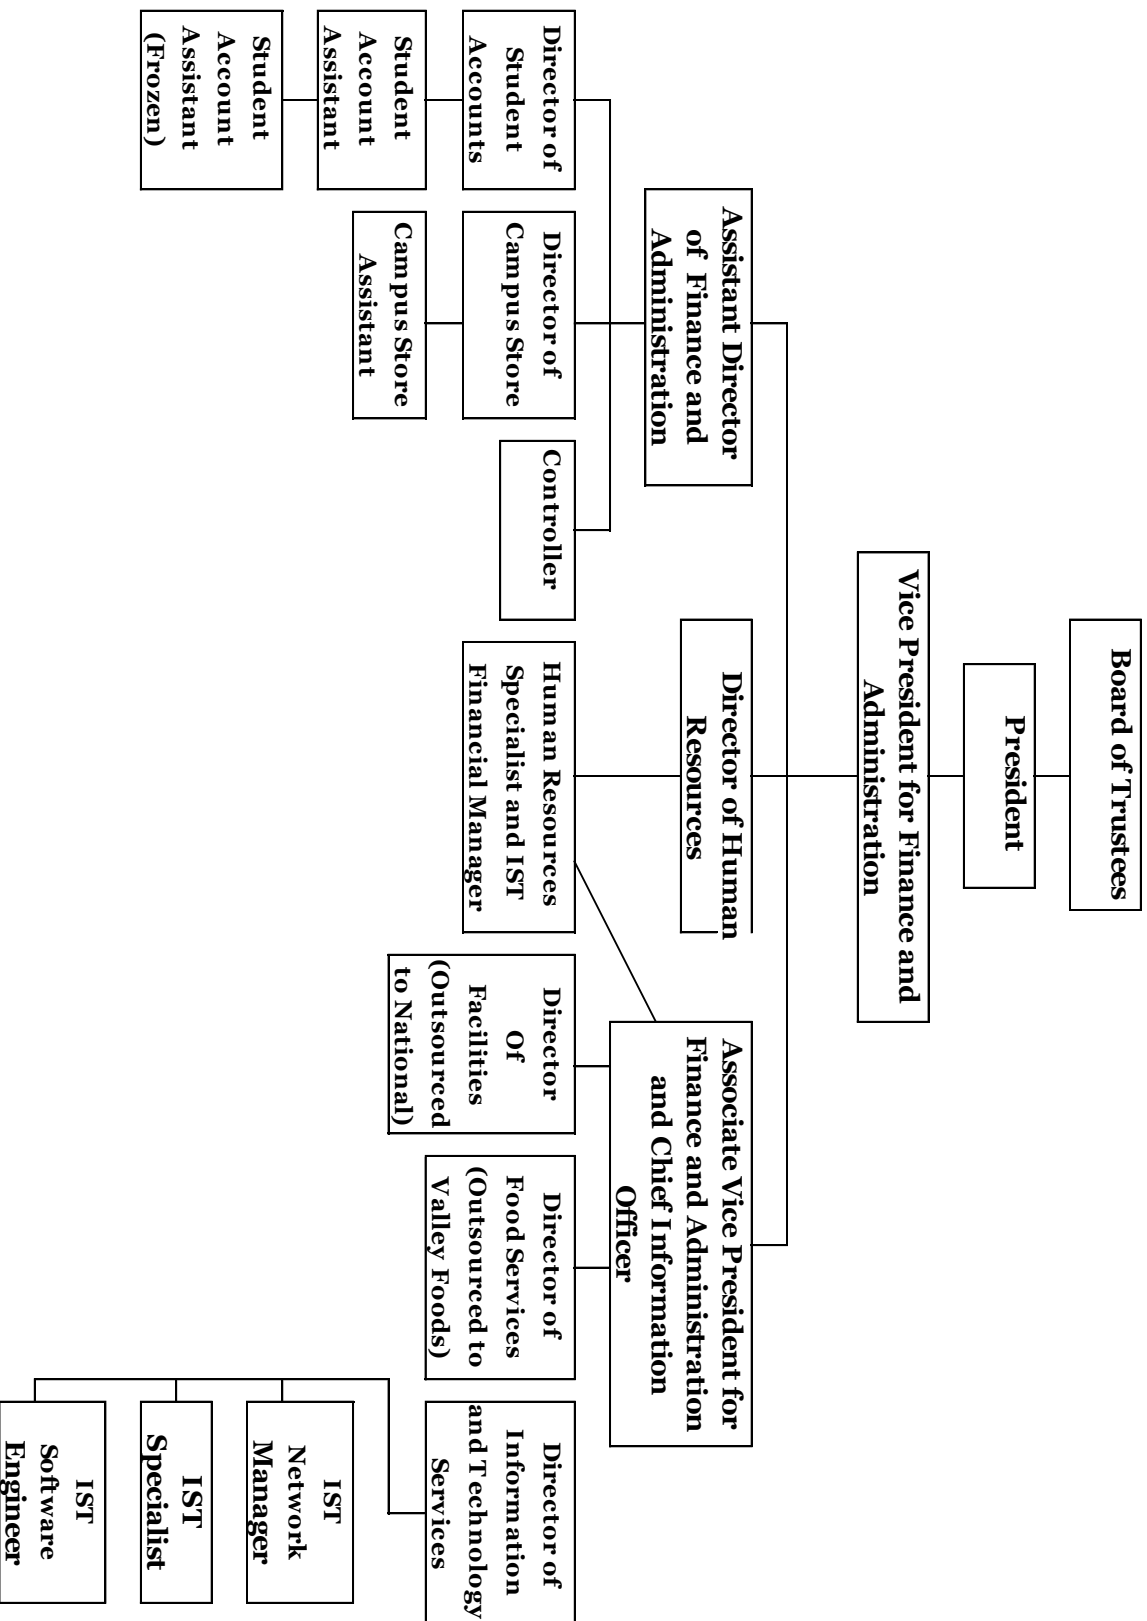 Board of Trustees
President
Vice President for Finance and
Administration
Assistant Director
of Finance and
Administration
Director of Human
Resources
Associate Vice President for
Finance and Administration
and Chief Information
Officer
Director of
Student
Accounts
Director of
Campus Store
Controller
Human Resources
Specialist and IST
Financial Manager
Director
Of
Facilities
(Outsourced
to National)
Director of
Food Services
(Outsourced to
Valley Foods)
Director of
Information
and Technology
Services
Student
Account
Assistant
Campus Store
Assistant
Student
Account
Assistant
(Frozen)
IST
Network
Manager
IST
Specialist
IST
Software
Engineer